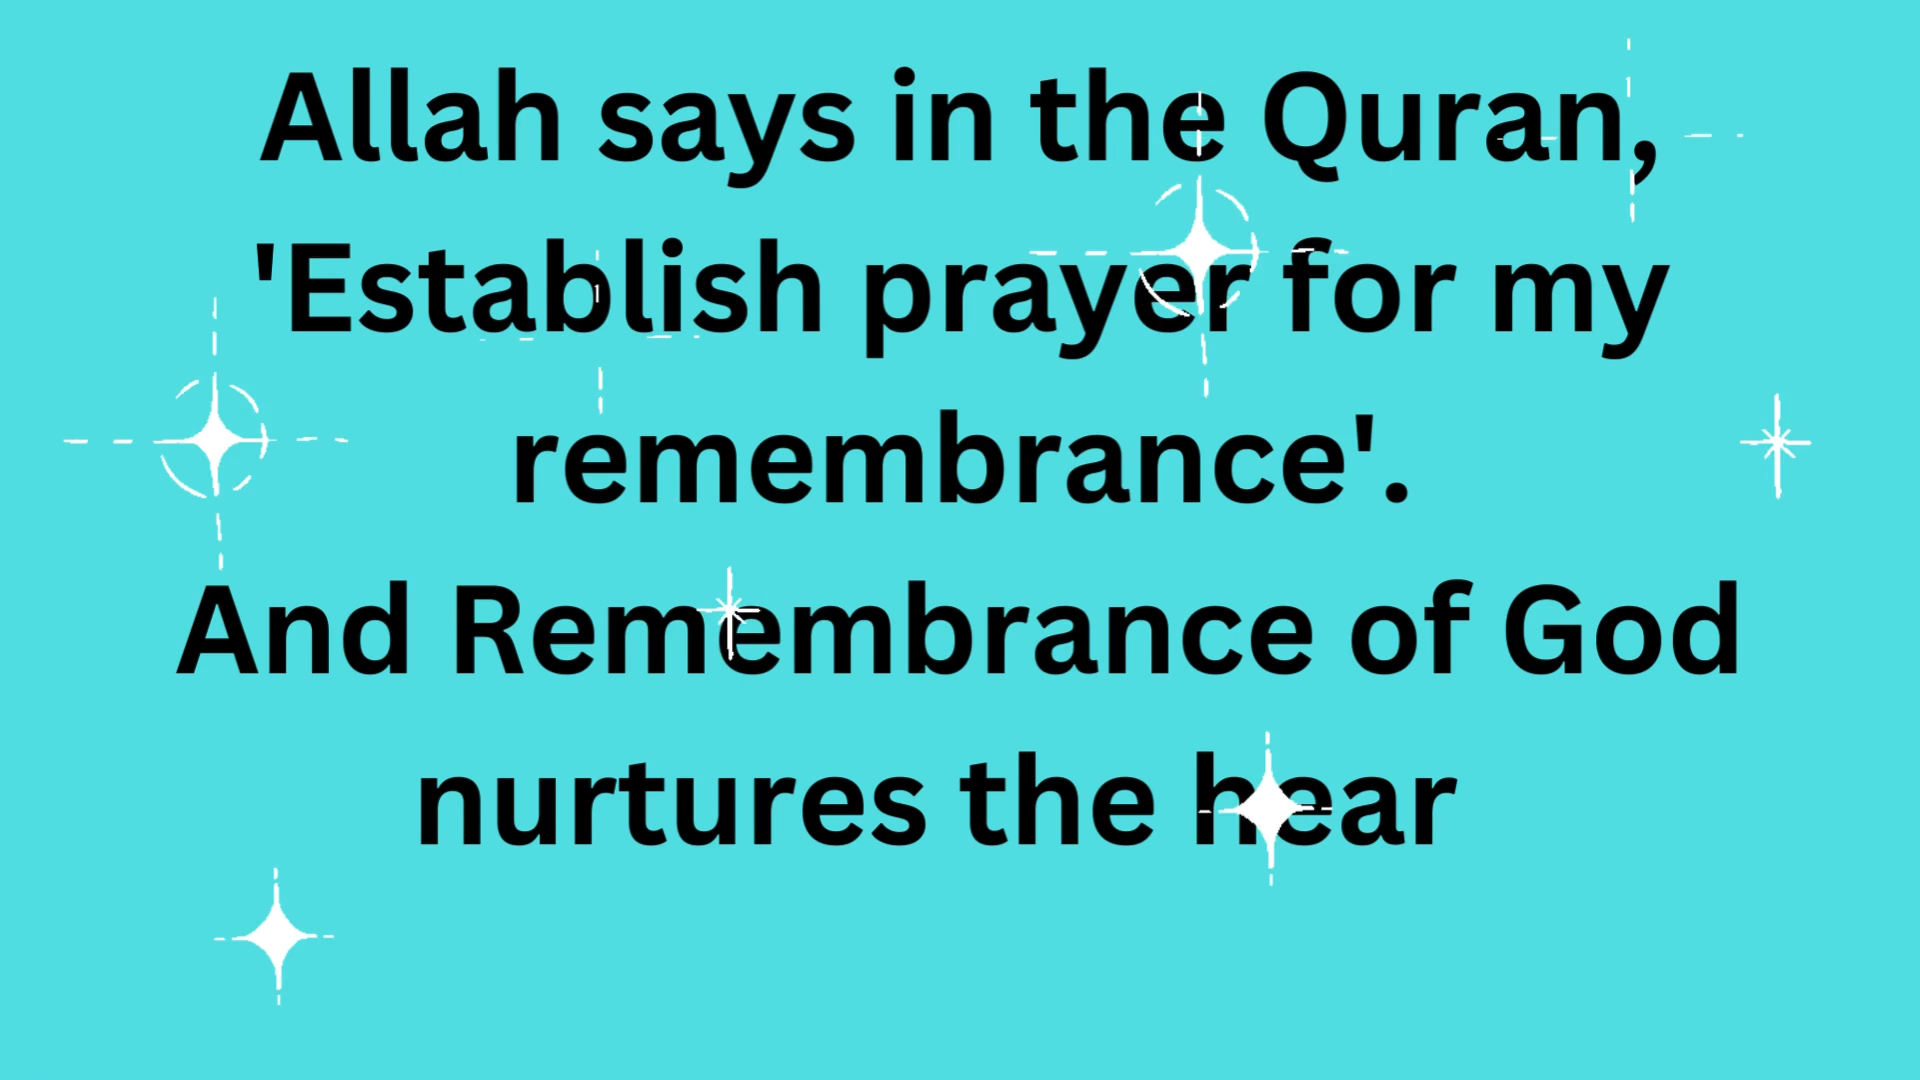 Allah says in the Quran,
'Establish prayer for my
remembrance'.
And Remembrance of God
nurtures the hear